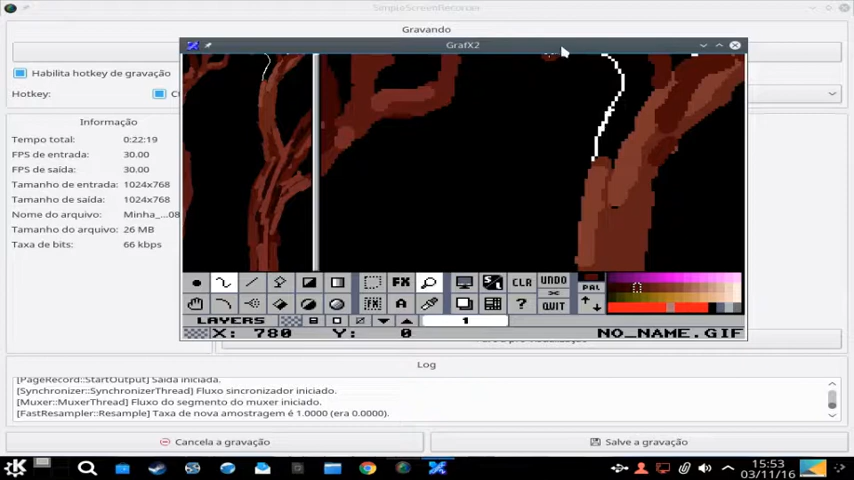 SimpleScreenRecorder
Gravando
Habilita hotkey de gravação
Hotkey:
Informação
Tempo total: 0:22:19
FPS de entrada: 30.00
FPS de saída: 30.00
Tamanho de entrada: 1024x768
Tamanho de saída: 1024x768
Nome do arquivo: Minha_...08
Tamanho do arquivo: 26 MB
Taxa de bits: 66 kbps
GrafX2
FX
CLR
UNDO
QUIT
PAL
A
?
LAYERS
1
X: 780 Y: 0
NO_NAME.GIF
Log
[PageRecord::StartOutput] Saída iniciada.
[Synchronizer::SynchronizerThread] Fluxo sincronizador iniciado.
[Muxer::MuxerThread] Fluxo do segmento do muxer iniciado.
[FastResampler::Resample] Taxa de nova amostragem é 1.0000 (era 0.0000).
Cancela a gravação
Salve a gravação
15:53
03/11/16